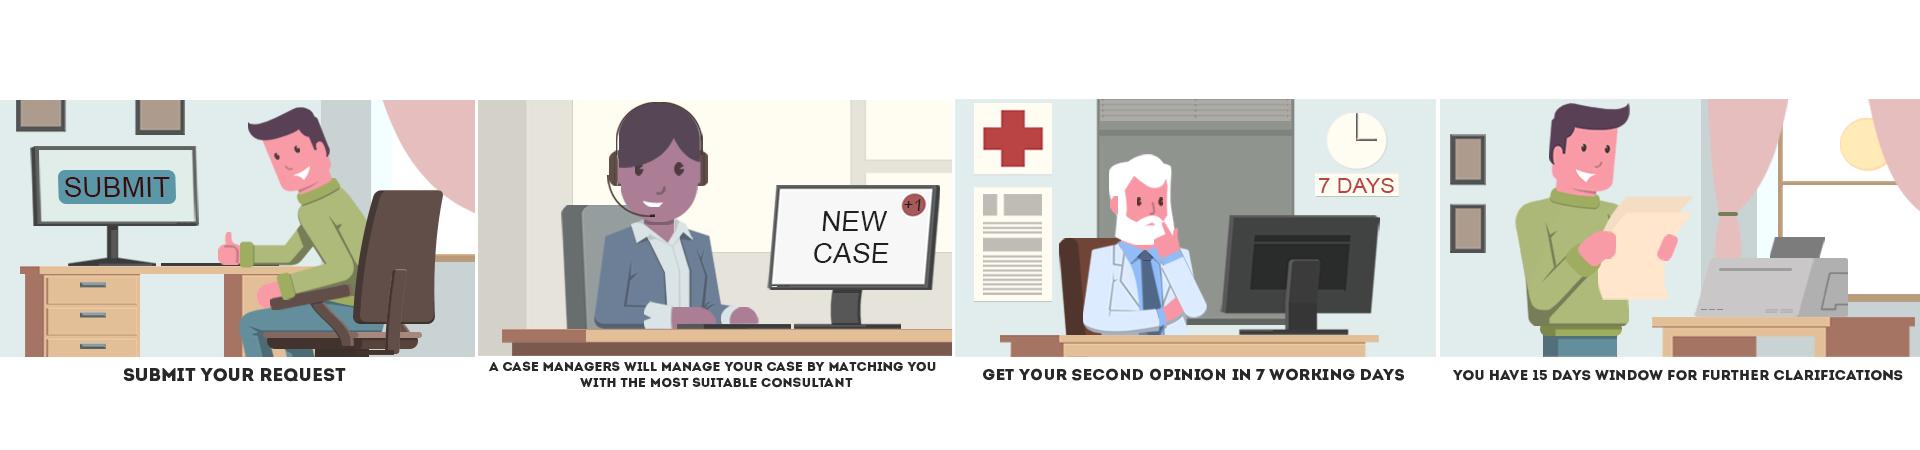 SUBMIT
SUBMIT YOUR REQUEST
NEW
CASE
+1
A CASE MANAGERS WILL MANAGE YOUR CASE BY MATCHING YOU
WITH THE MOST SUITABLE CONSULTANT
7 DAYS
GET YOUR SECOND OPINION IN 7 WORKING DAYS
YOU HAVE 15 DAYS WINDOW FOR FURTHER CLARIFICATIONS